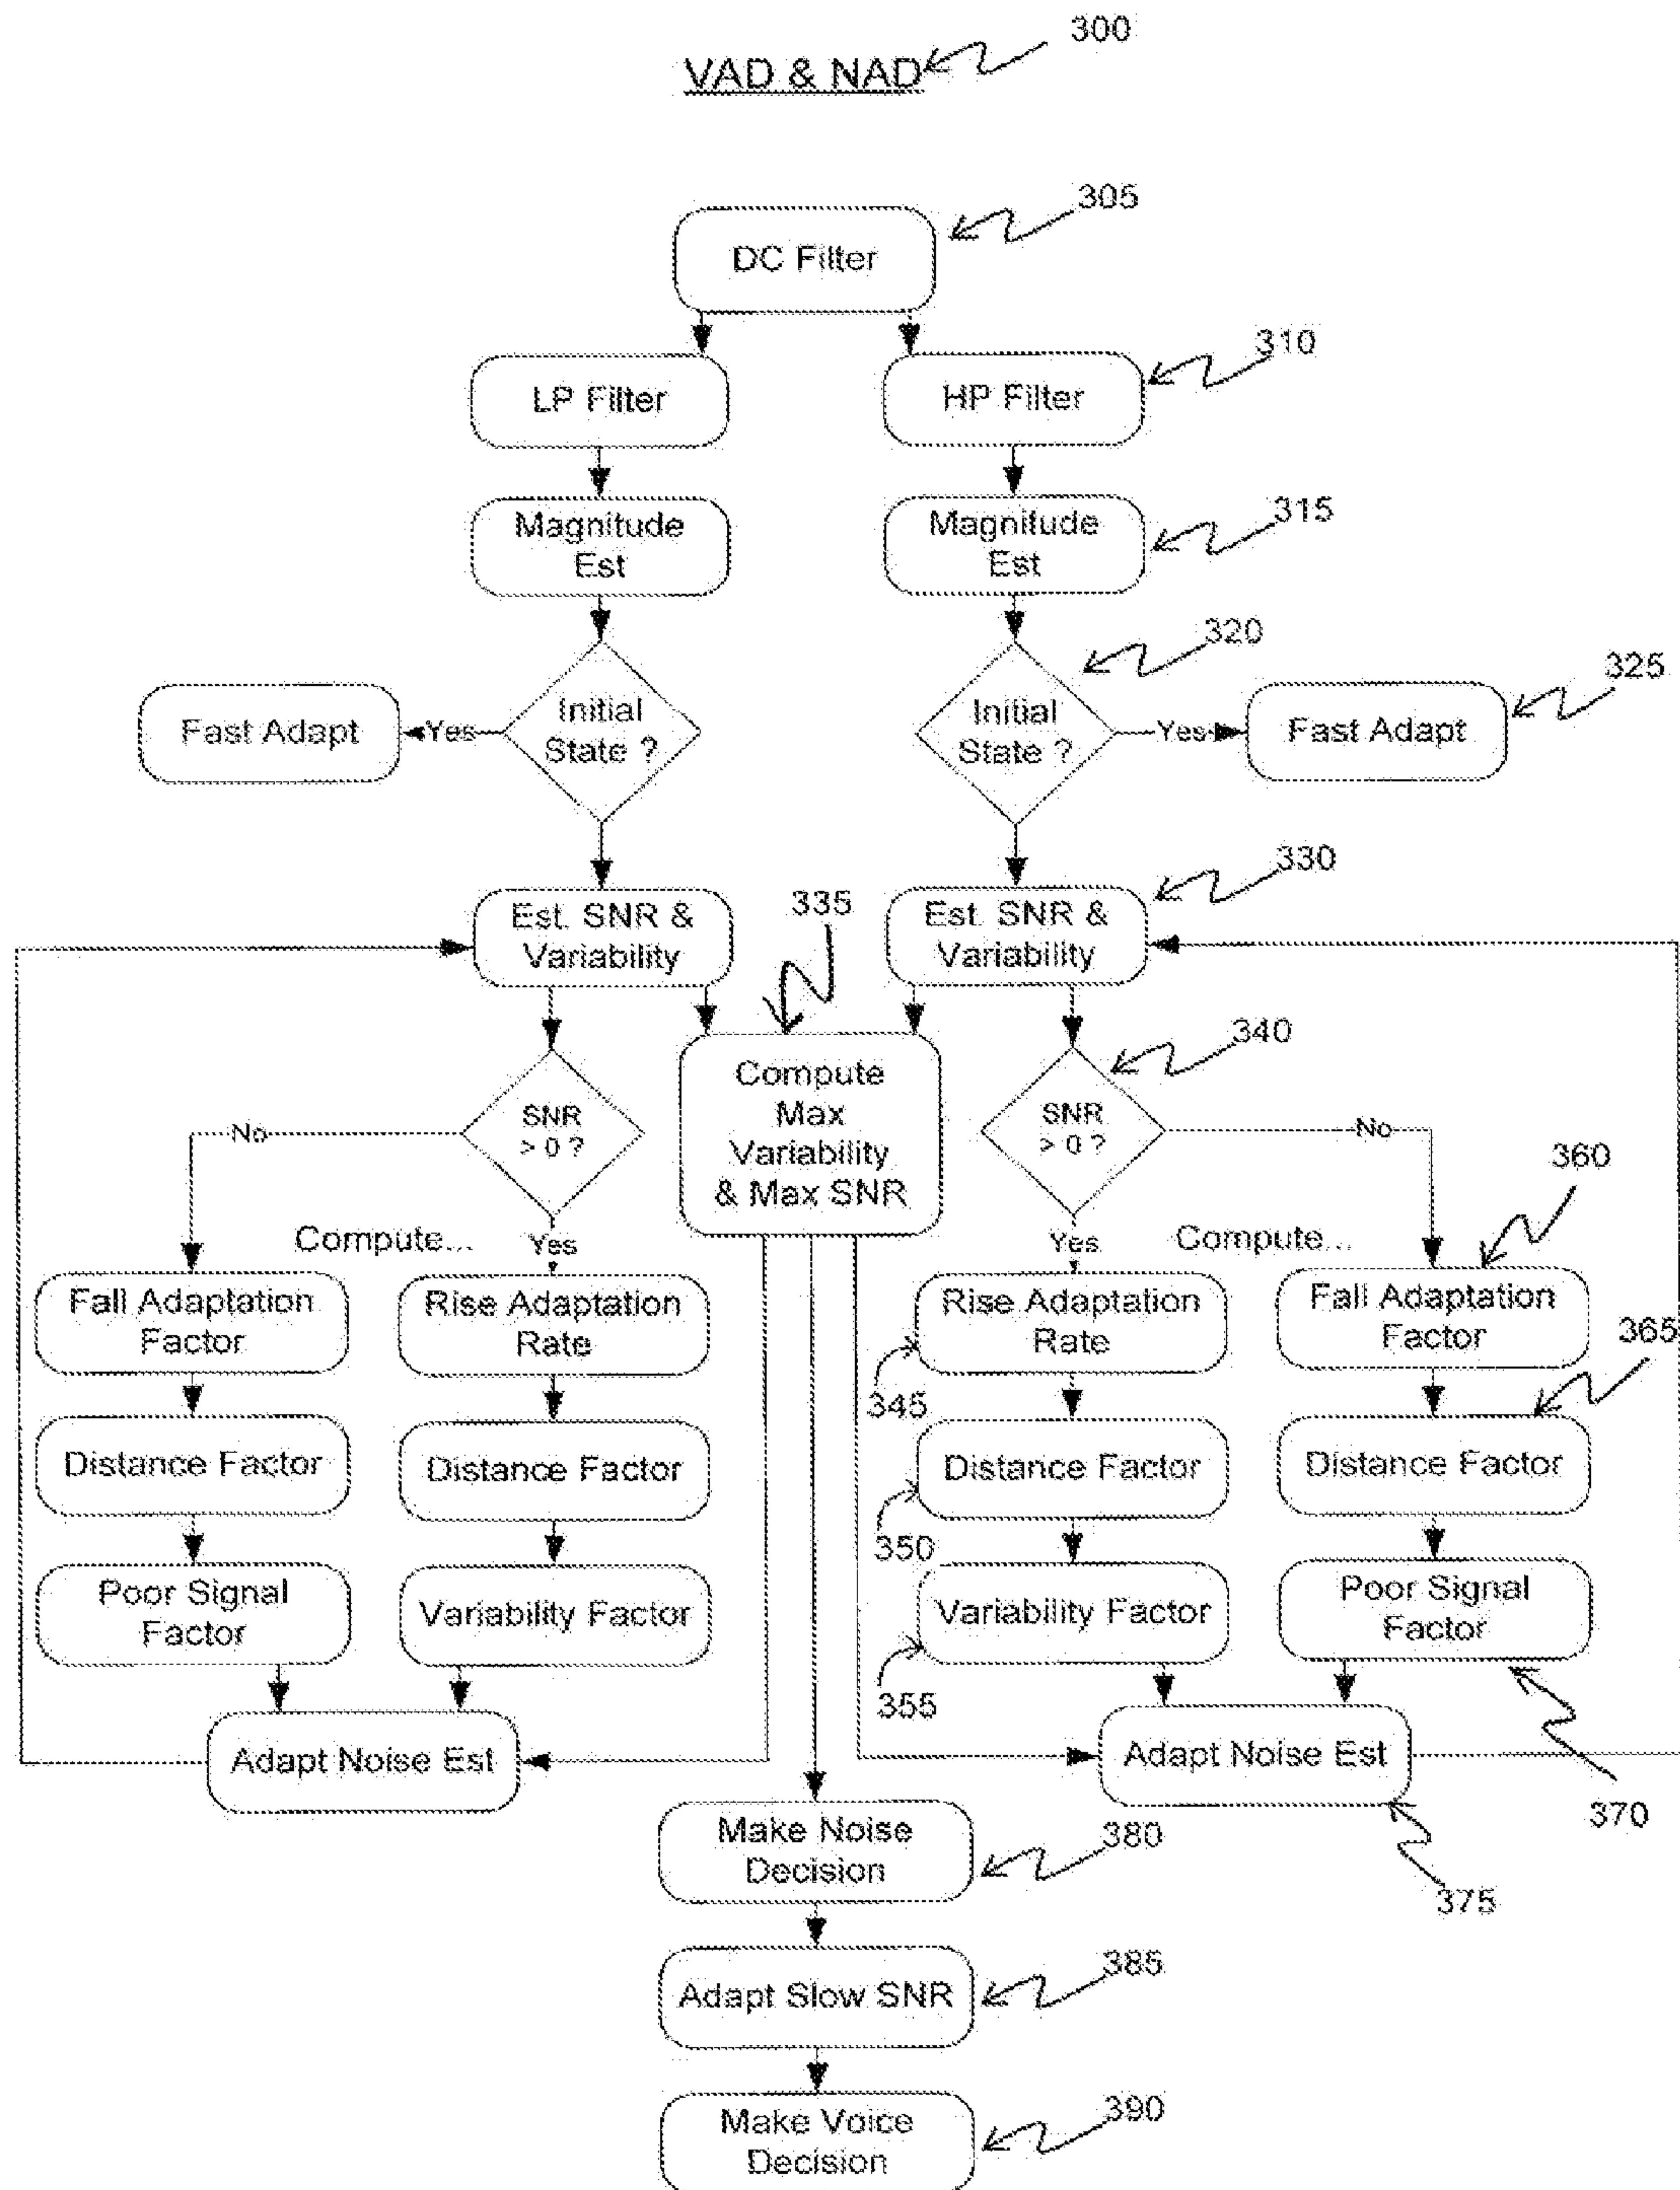 300
VAD & NAD
305
DC Filter
310
LP Filter
HP Filter
315
Magnitude
Est
Magnitude
Est
320
325
Initial
State ?
Yes
Fast Adapt
Initial
State ?
Yes
Fast Adapt
330
335
Est. SNR &
Variability
Est. SNR &
Variability
340
Compute
Max
Variability
& Max SNR
SNR
> 0 ?
No
SNR
> 0 ?
No
360
Compute...
Yes
Yes
Compute...
Fall Adaptation
Factor
Rise Adaptation
Rate
Rise Adaptation
Rate
Fall Adaptation
Factor
365
345
Distance Factor
Distance Factor
Distance Factor
Distance Factor
350
Poor Signal
Factor
Variability Factor
Variability Factor
Poor Signal
Factor
355
Adapt Noise Est
Adapt Noise Est
370
Make Noise
Decision
380
375
Adapt Slow SNR
385
Make Voice
Decision
390